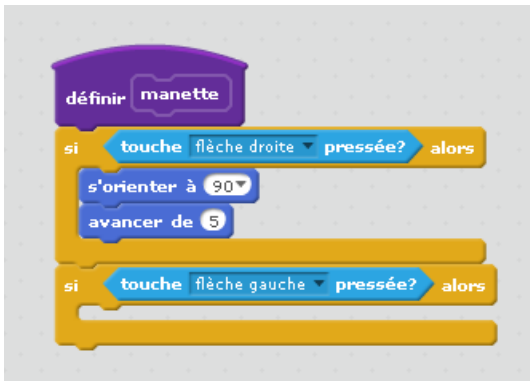 définir manette
si touche flèche droite pressée? alors
s'orienter à 90
avancer de 5
si touche flèche gauche pressée? alors